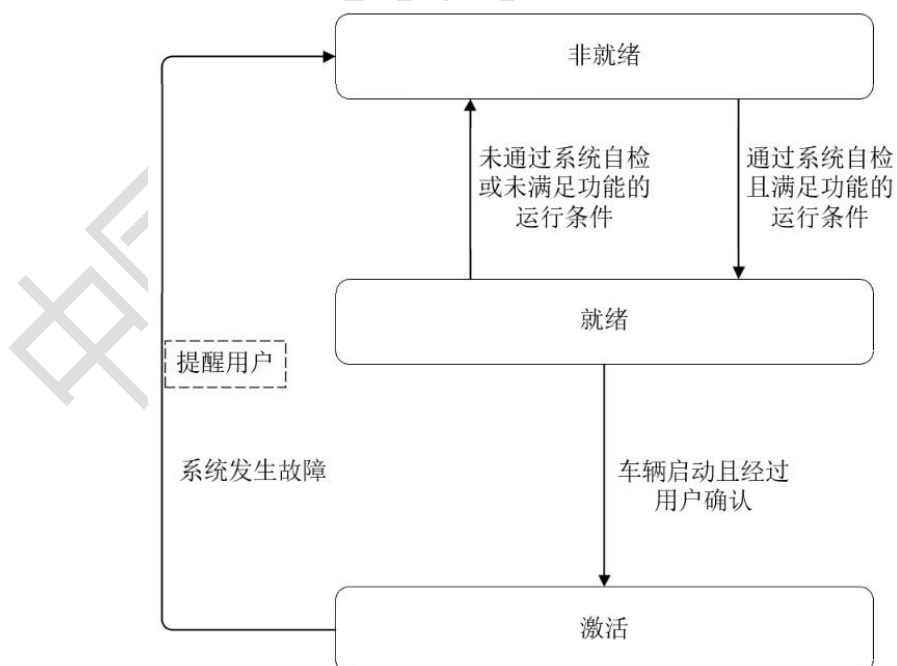 非就绪
未通过系统自检
或未满足功能的
运行条件
通过系统自检
且满足功能的
运行条件
就绪
提醒用户
系统发生故障
车辆启动且经过
用户确认
激活